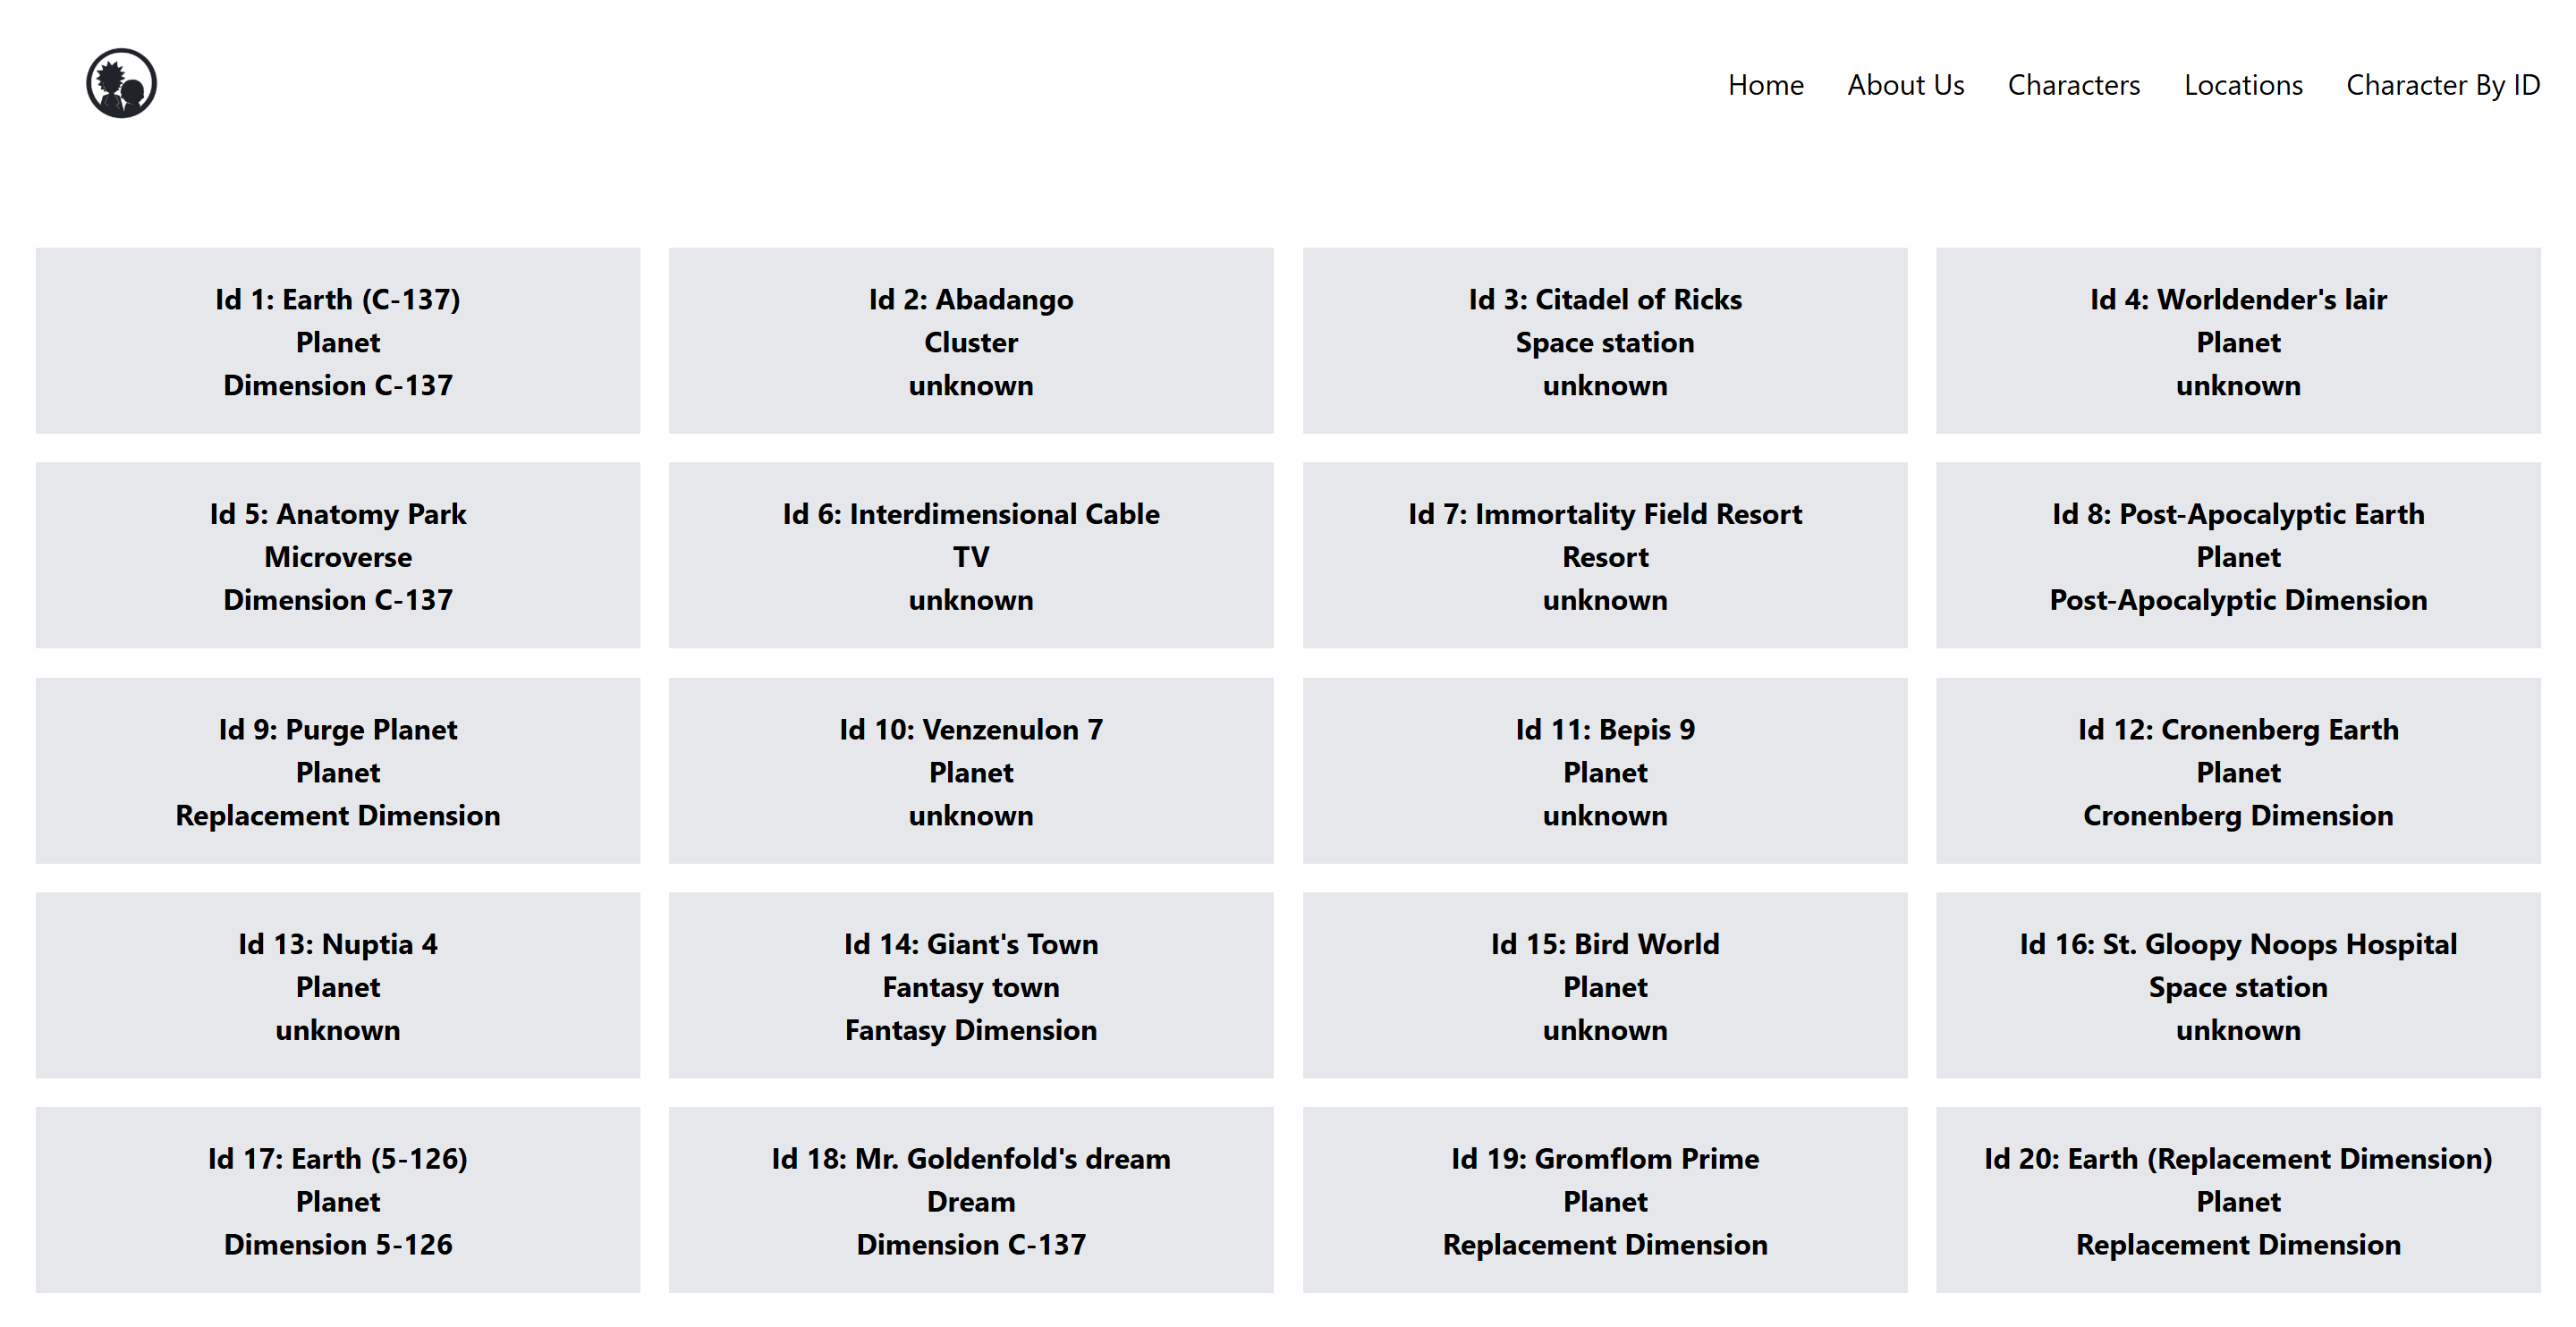 Home
About Us
Characters
Locations
Character By ID
Id 1: Earth (C-137)
Planet
Dimension C-137
Id 2: Abadango
Cluster
unknown
Id 3: Citadel of Ricks
Space station
unknown
Id 4: Worldender's lair
Planet
unknown
Id 5: Anatomy Park
Microverse
Dimension C-137
Id 6: Interdimensional Cable
TV
unknown
Id 7: Immortality Field Resort
Resort
unknown
Id 8: Post-Apocalyptic Earth
Planet
Post-Apocalyptic Dimension
Id 9: Purge Planet
Planet
Replacement Dimension
Id 10: Venzenulon 7
Planet
unknown
Id 11: Bepis 9
Planet
unknown
Id 12: Cronenberg Earth
Planet
Cronenberg Dimension
Id 13: Nuptia 4
Planet
unknown
Id 14: Giant's Town
Fantasy town
Fantasy Dimension
Id 15: Bird World
Planet
unknown
Id 16: St. Gloopy Noops Hospital
Space station
unknown
Id 17: Earth (5-126)
Planet
Dimension 5-126
Id 18: Mr. Goldenfold's dream
Dream
Dimension C-137
Id 19: Gromflom Prime
Planet
Replacement Dimension
Id 20: Earth (Replacement Dimension)
Planet
Replacement Dimension